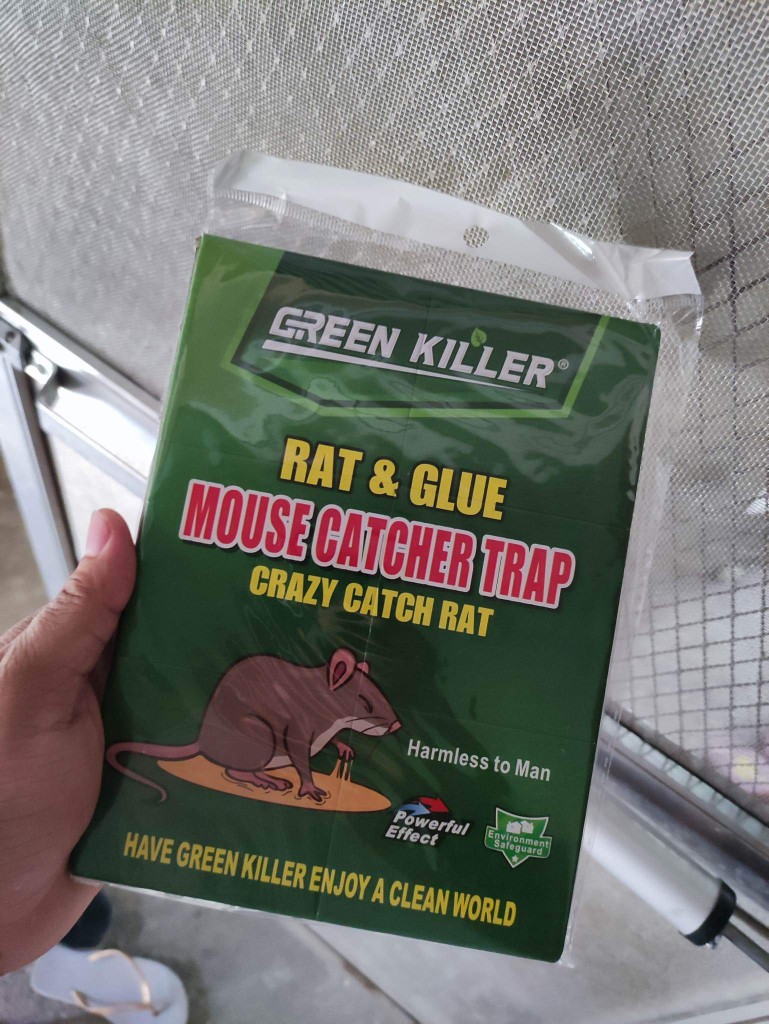 GREEN KILLER®
RAT & GLUE
MOUSE CATCHER TRAP
CRAZY CATCH RAT
Harmless to Man
Powerful
Effect
Environment
Safeguard
HAVE GREEN KILLER ENJOY A CLEAN WORLD